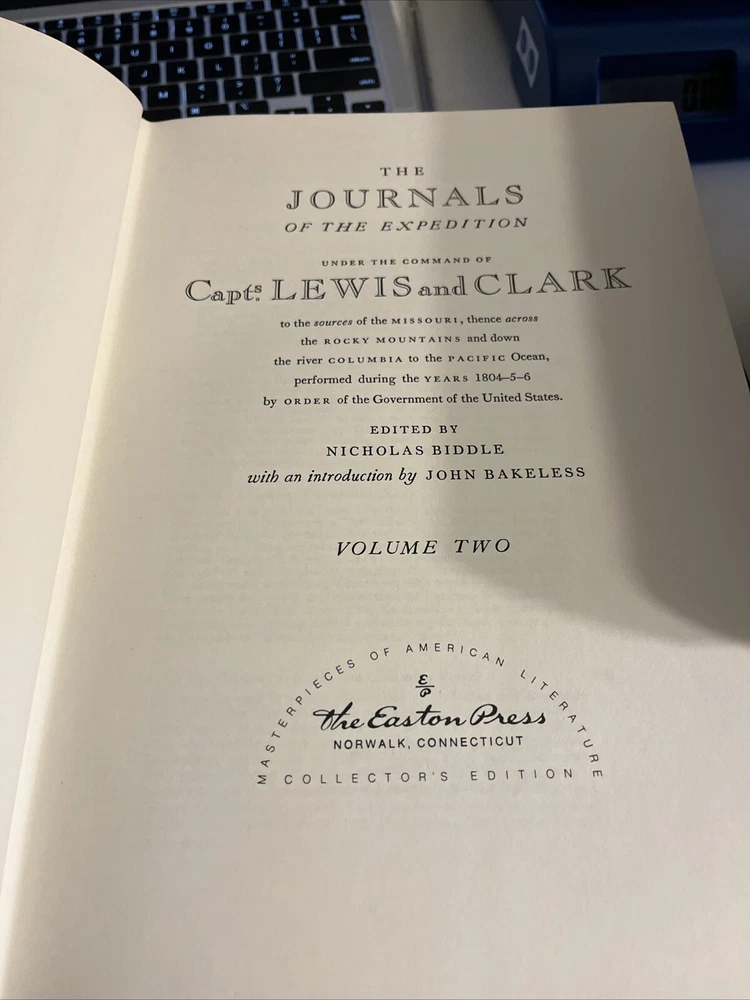 THE
JOURNALS
OF THE EXPEDITION
UNDER THE COMMAND OF
Capts. LEWIS and CLARK
to the sources of the MISSOURI, thence across
the ROCKY MOUNTAINS and down
the river COLUMBIA to the PACIFIC Ocean,
performed during the YEARS 1804–5–6
by ORDER of the Government of the United States.
EDITED BY
NICHOLAS BIDDLE
with an introduction by JOHN BAKELESS
VOLUME TWO
MASTERPIECES OF AMERICAN LITERATURE
EP
The Easton Press
NORWALK, CONNECTICUT
COLLECTOR'S EDITION